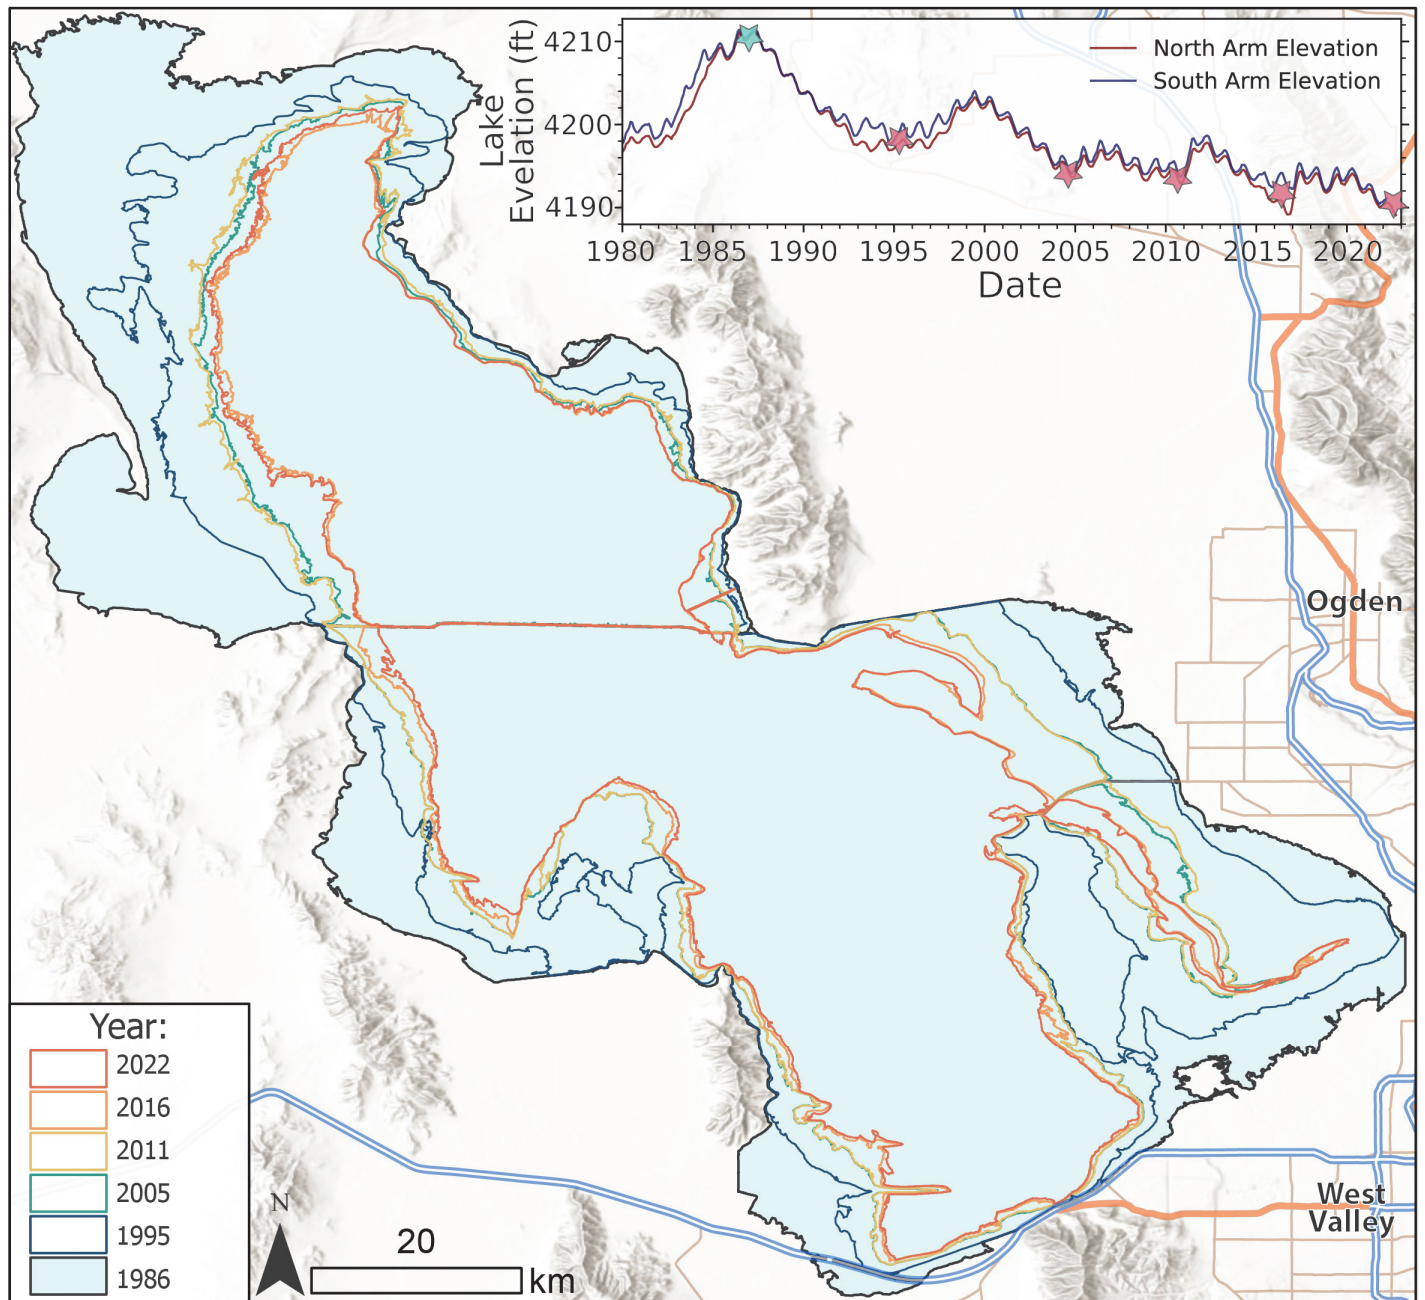 Lake
Evelation (ft)
4210
4200
4190
North Arm Elevation
South Arm Elevation
1980 1985 1990 1995 2000 2005 2010 2015 2020
Date
Ogden
West
Valley
Year:
2022
2016
2011
2005
1995
1986
N
20
km